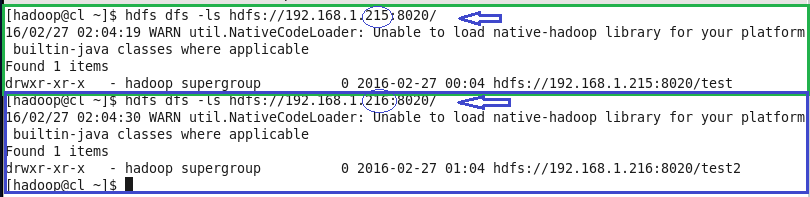 [hadoop@cl ~]$ hdfs dfs -ls hdfs://192.168.1.215:8020/
16/02/27 02:04:19 WARN util.NativeCodeLoader: Unable to load native-hadoop library for your platform
builtin-java classes where applicable
Found 1 items
drwxr-xr-x   - hadoop supergroup          0 2016-02-27 00:04 hdfs://192.168.1.215:8020/test
[hadoop@cl ~]$ hdfs dfs -ls hdfs://192.168.1.216:8020/
16/02/27 02:04:30 WARN util.NativeCodeLoader: Unable to load native-hadoop library for your platform
builtin-java classes where applicable
Found 1 items
drwxr-xr-x   - hadoop supergroup          0 2016-02-27 01:04 hdfs://192.168.1.216:8020/test2
[hadoop@cl ~]$